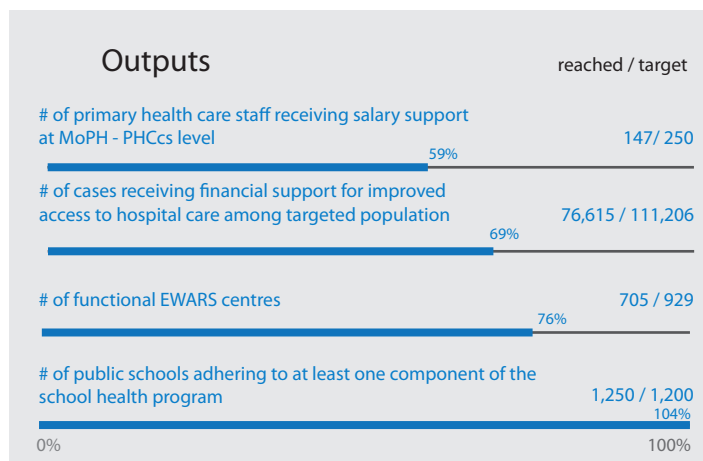 Outputs
reached / target
# of primary health care staff receiving salary support
at MoPH - PHCcs level
147/ 250
59%
# of cases receiving financial support for improved
access to hospital care among targeted population
76,615 / 111,206
69%
# of functional EWARS centres
705 / 929
76%
# of public schools adhering to at least one component of the
school health program
1,250 / 1,200
104%
0%
100%